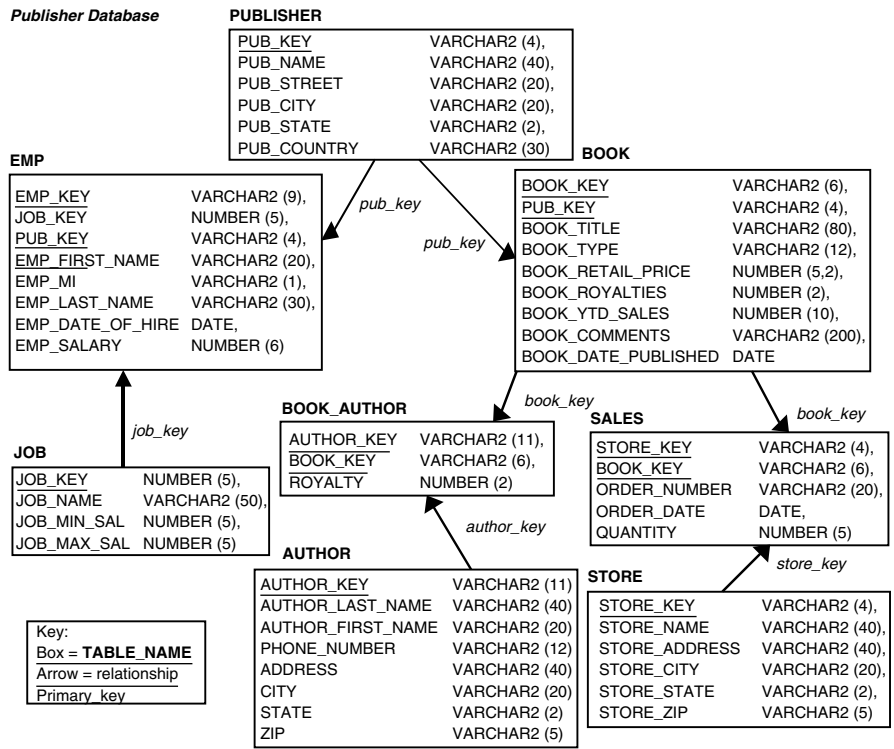 Publisher Database
PUBLISHER
PUB_KEY VARCHAR2 (4),
PUB_NAME VARCHAR2 (40),
PUB_STREET VARCHAR2 (20),
PUB_CITY VARCHAR2 (20),
PUB_STATE VARCHAR2 (2),
PUB_COUNTRY VARCHAR2 (30)
EMP
EMP_KEY VARCHAR2 (9),
JOB_KEY NUMBER (5),
PUB_KEY VARCHAR2 (4),
EMP_FIRST_NAME VARCHAR2 (20),
EMP_MI VARCHAR2 (1),
EMP_LAST_NAME VARCHAR2 (30),
EMP_DATE_OF_HIRE DATE,
EMP_SALARY NUMBER (6)
pub_key
pub_key
BOOK
BOOK_KEY VARCHAR2 (6),
PUB_KEY VARCHAR2 (4),
BOOK_TITLE VARCHAR2 (80),
BOOK_TYPE VARCHAR2 (12),
BOOK_RETAIL_PRICE NUMBER (5,2),
BOOK_ROYALTIES NUMBER (2),
BOOK_YTD_SALES NUMBER (10),
BOOK_COMMENTS VARCHAR2 (200),
BOOK_DATE_PUBLISHED DATE
job_key
JOB
JOB_KEY NUMBER (5),
JOB_NAME VARCHAR2 (50),
JOB_MIN_SAL NUMBER (5),
JOB_MAX_SAL NUMBER (5)
book_key
BOOK_AUTHOR
AUTHOR_KEY VARCHAR2 (11),
BOOK_KEY VARCHAR2 (6),
ROYALTY NUMBER (2)
book_key
SALES
STORE_KEY VARCHAR2 (4),
BOOK_KEY VARCHAR2 (6),
ORDER_NUMBER VARCHAR2 (20),
ORDER_DATE DATE,
QUANTITY NUMBER (5)
author_key
AUTHOR
AUTHOR_KEY VARCHAR2 (11)
AUTHOR_LAST_NAME VARCHAR2 (40)
AUTHOR_FIRST_NAME VARCHAR2 (20)
PHONE_NUMBER VARCHAR2 (12)
ADDRESS VARCHAR2 (40)
CITY VARCHAR2 (20)
STATE VARCHAR2 (2)
ZIP VARCHAR2 (5)
store_key
STORE
STORE_KEY VARCHAR2 (4),
STORE_NAME VARCHAR2 (40),
STORE_ADDRESS VARCHAR2 (40),
STORE_CITY VARCHAR2 (20),
STORE_STATE VARCHAR2 (2),
STORE_ZIP VARCHAR2 (5)
Key:
Box = TABLE_NAME
Arrow = relationship
Primary_key